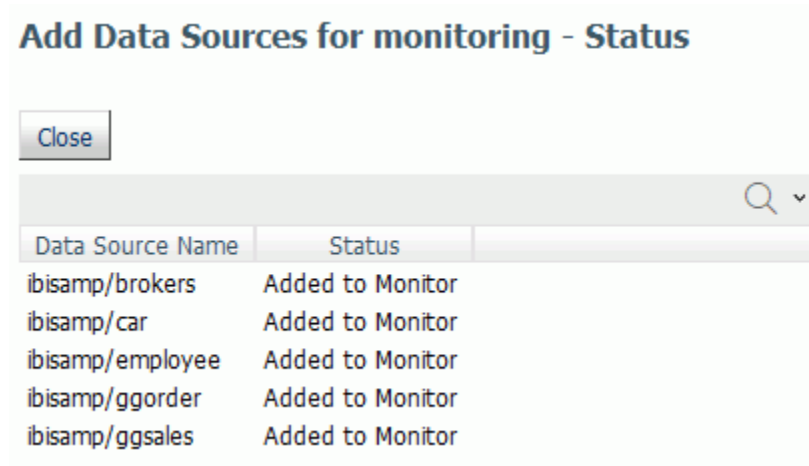 Add Data Sources for monitoring - Status
Close
Data Source Name Status
ibisamp/brokers Added to Monitor
ibisamp/car Added to Monitor
ibisamp/employee Added to Monitor
ibisamp/ggorder Added to Monitor
ibisamp/ggsales Added to Monitor